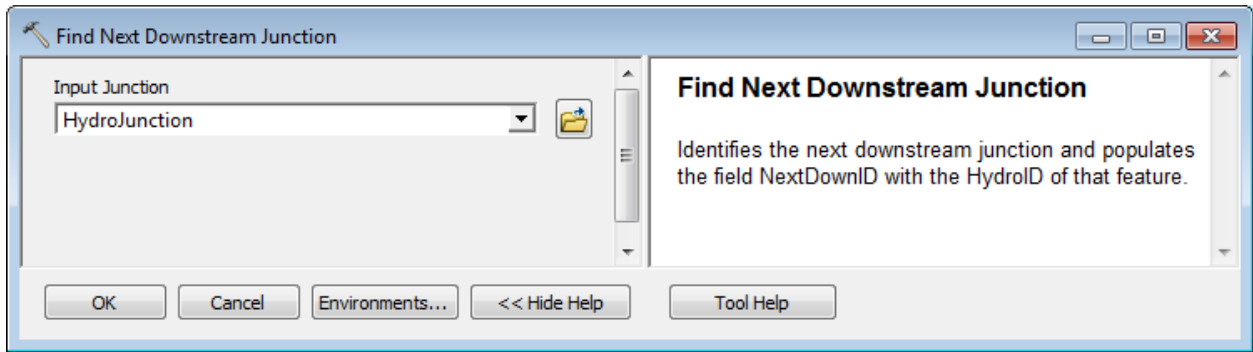 Find Next Downstream Junction
Input Junction
HydroJunction
Find Next Downstream Junction
Identifies the next downstream junction and populates
the field NextDownID with the HydroID of that feature.
OK Cancel Environments... << Hide Help Tool Help